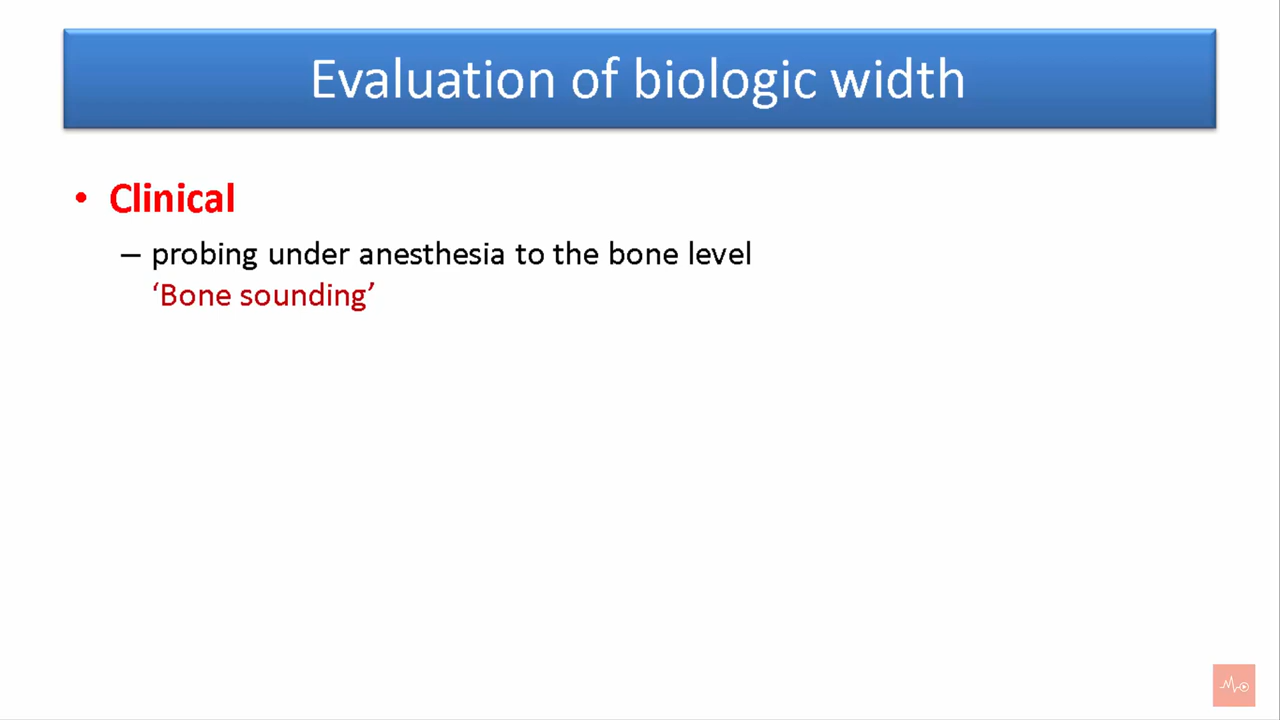 Evaluation of biologic width
• Clinical
– probing under anesthesia to the bone level
‘Bone sounding’